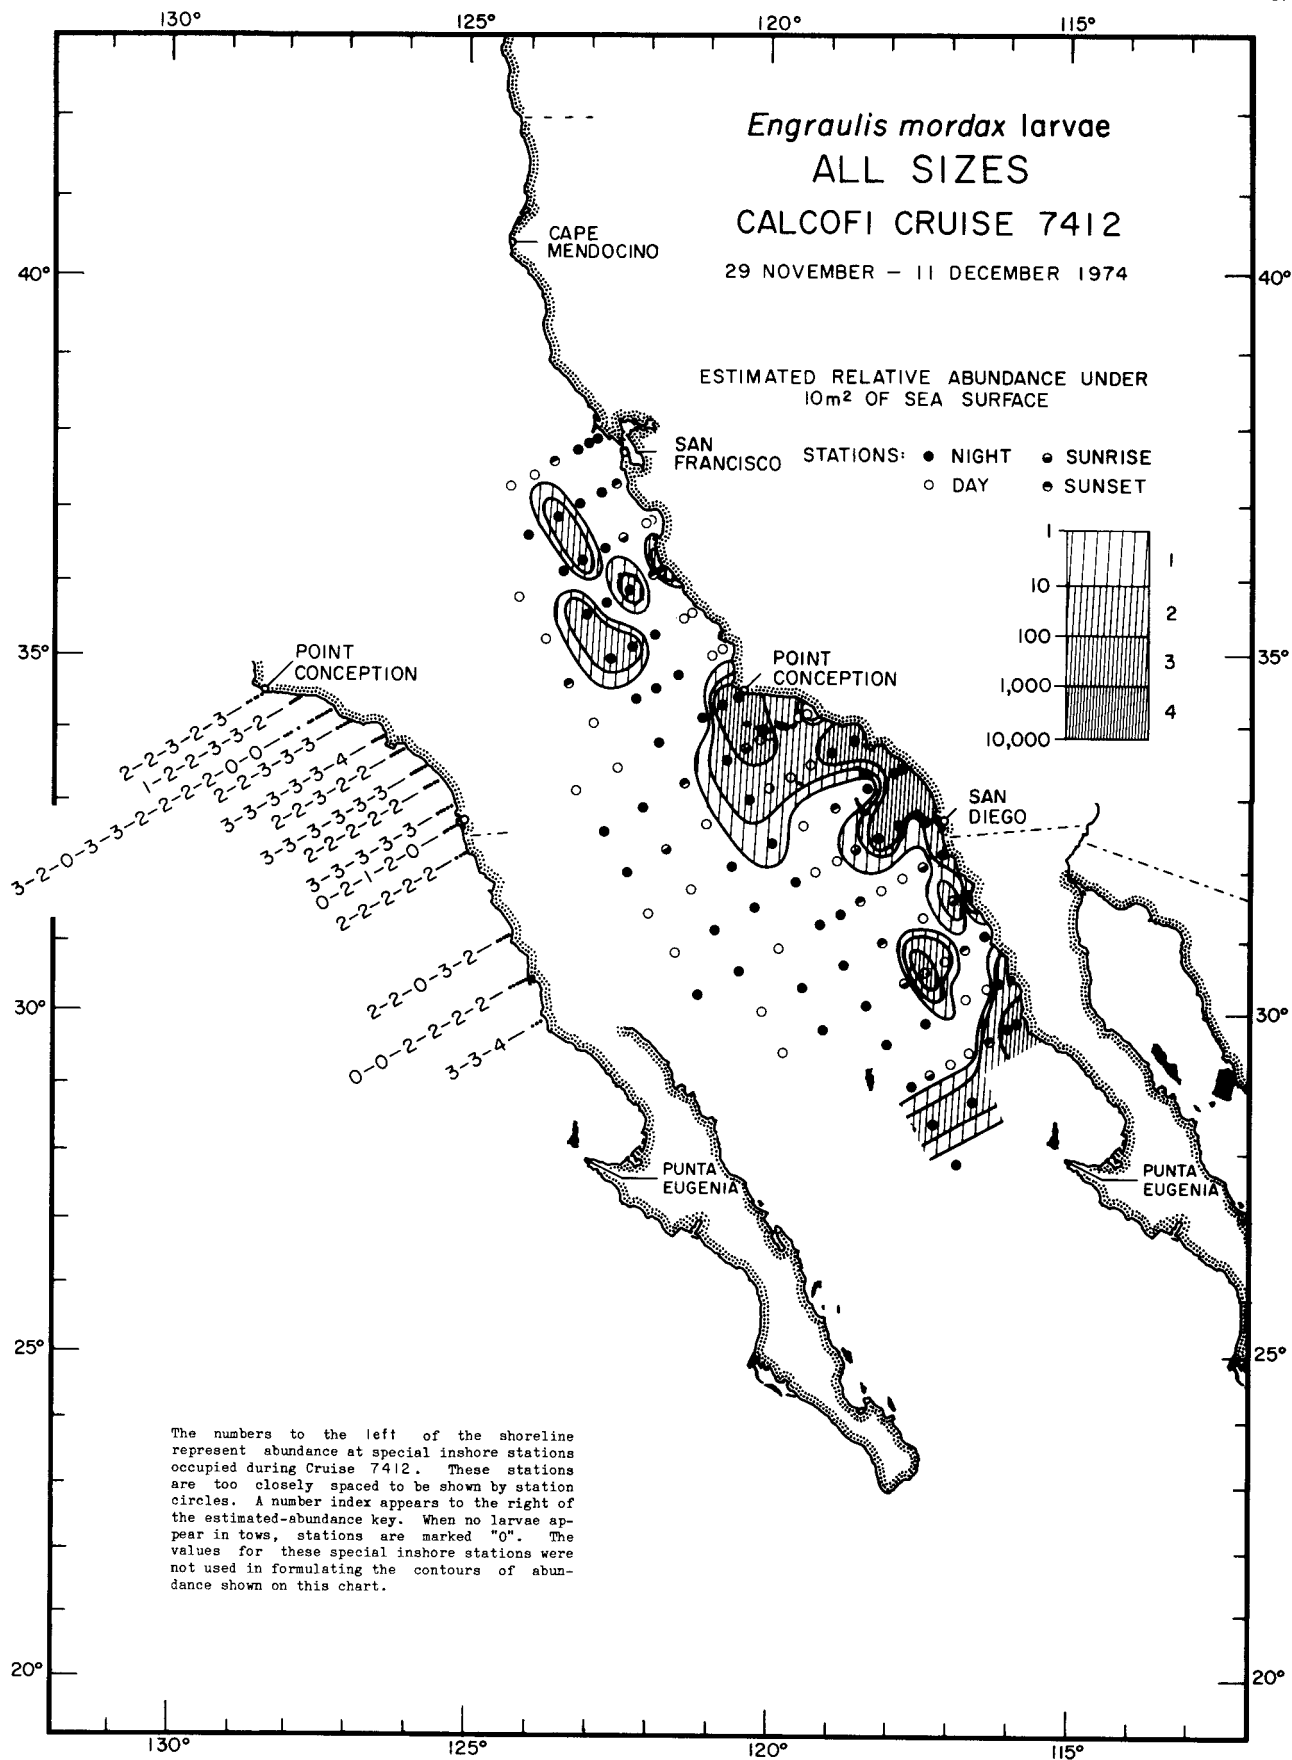 130°
125°
120°
115°
Engraulis mordax larvae
ALL SIZES
CALCOFI CRUISE 7412
29 NOVEMBER – 11 DECEMBER 1974
CAPE
MENDOCINO
40°
40°
ESTIMATED RELATIVE ABUNDANCE UNDER
10m² OF SEA SURFACE
SAN
FRANCISCO
STATIONS:
NIGHT
SUNRISE
DAY
SUNSET
1
10
100
1,000
10,000
1
2
3
4
35°
35°
POINT
CONCEPTION
POINT
CONCEPTION
SAN
DIEGO
2-2-3-2-3
1-2-2-3-3-2
3-2-0-3-3-2-2-2-0-0
2-2-3-3
3-3-3-3-3-4
2-2-3-2-2
3-3-3-3-3-3
2-2-2-2-2
3-3-3-3-3
0-2-1-2-0
2-2-2-2-2
2-2-0-3-2
0-0-2-2-2-2
3-3-4
30°
30°
PUNTA
EUGENIA
PUNTA
EUGENIA
25°
25°
The numbers to the left of the shoreline
represent abundance at special inshore stations
occupied during Cruise 7412. These stations
are too closely spaced to be shown by station
circles. A number index appears to the right of
the estimated-abundance key. When no larvae ap-
pear in tows, stations are marked "0". The
values for these special inshore stations were
not used in formulating the contours of abun-
dance shown on this chart.
20°
20°
130°
125°
120°
115°